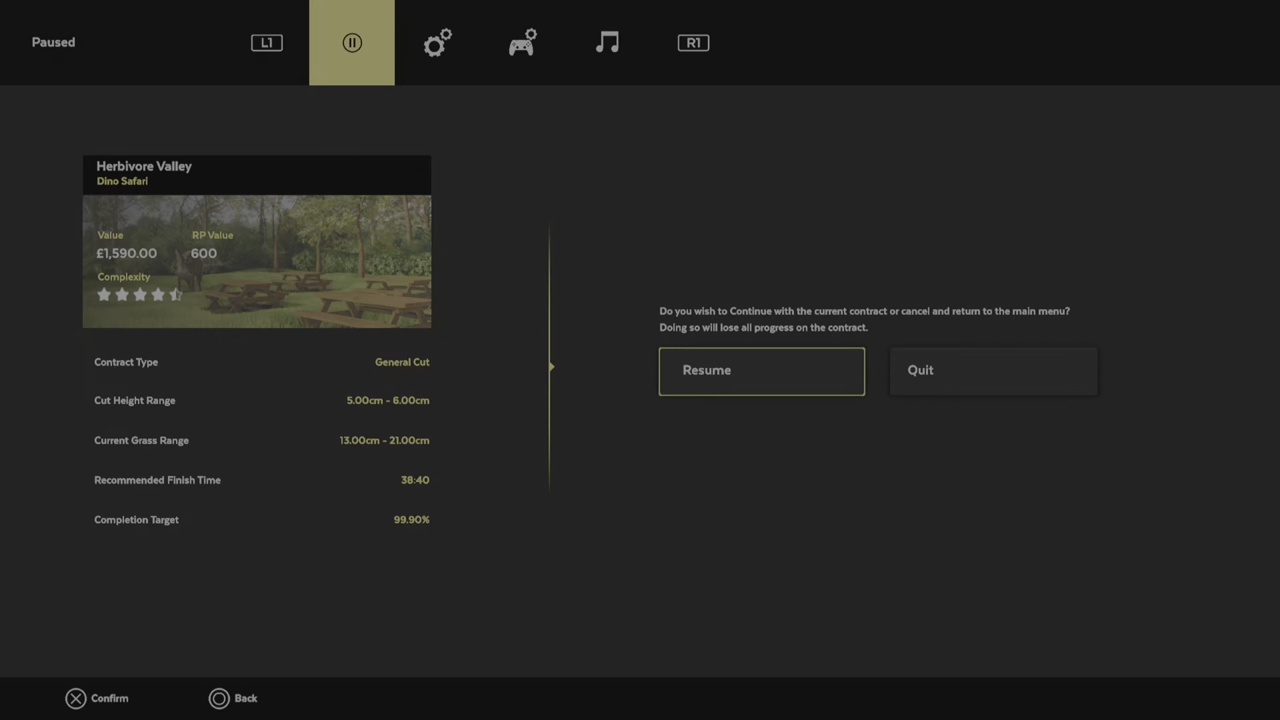 Paused
L1
R1
Herbivore Valley
Dino Safari
Value
RP Value
£1,590.00
600
Complexity
Contract Type
General Cut
Cut Height Range
5.00cm - 6.00cm
Current Grass Range
13.00cm - 21.00cm
Recommended Finish Time
38:40
Completion Target
99.90%
Do you wish to Continue with the current contract or cancel and return to the main menu?
Doing so will lose all progress on the contract.
Resume
Quit
Confirm
Back